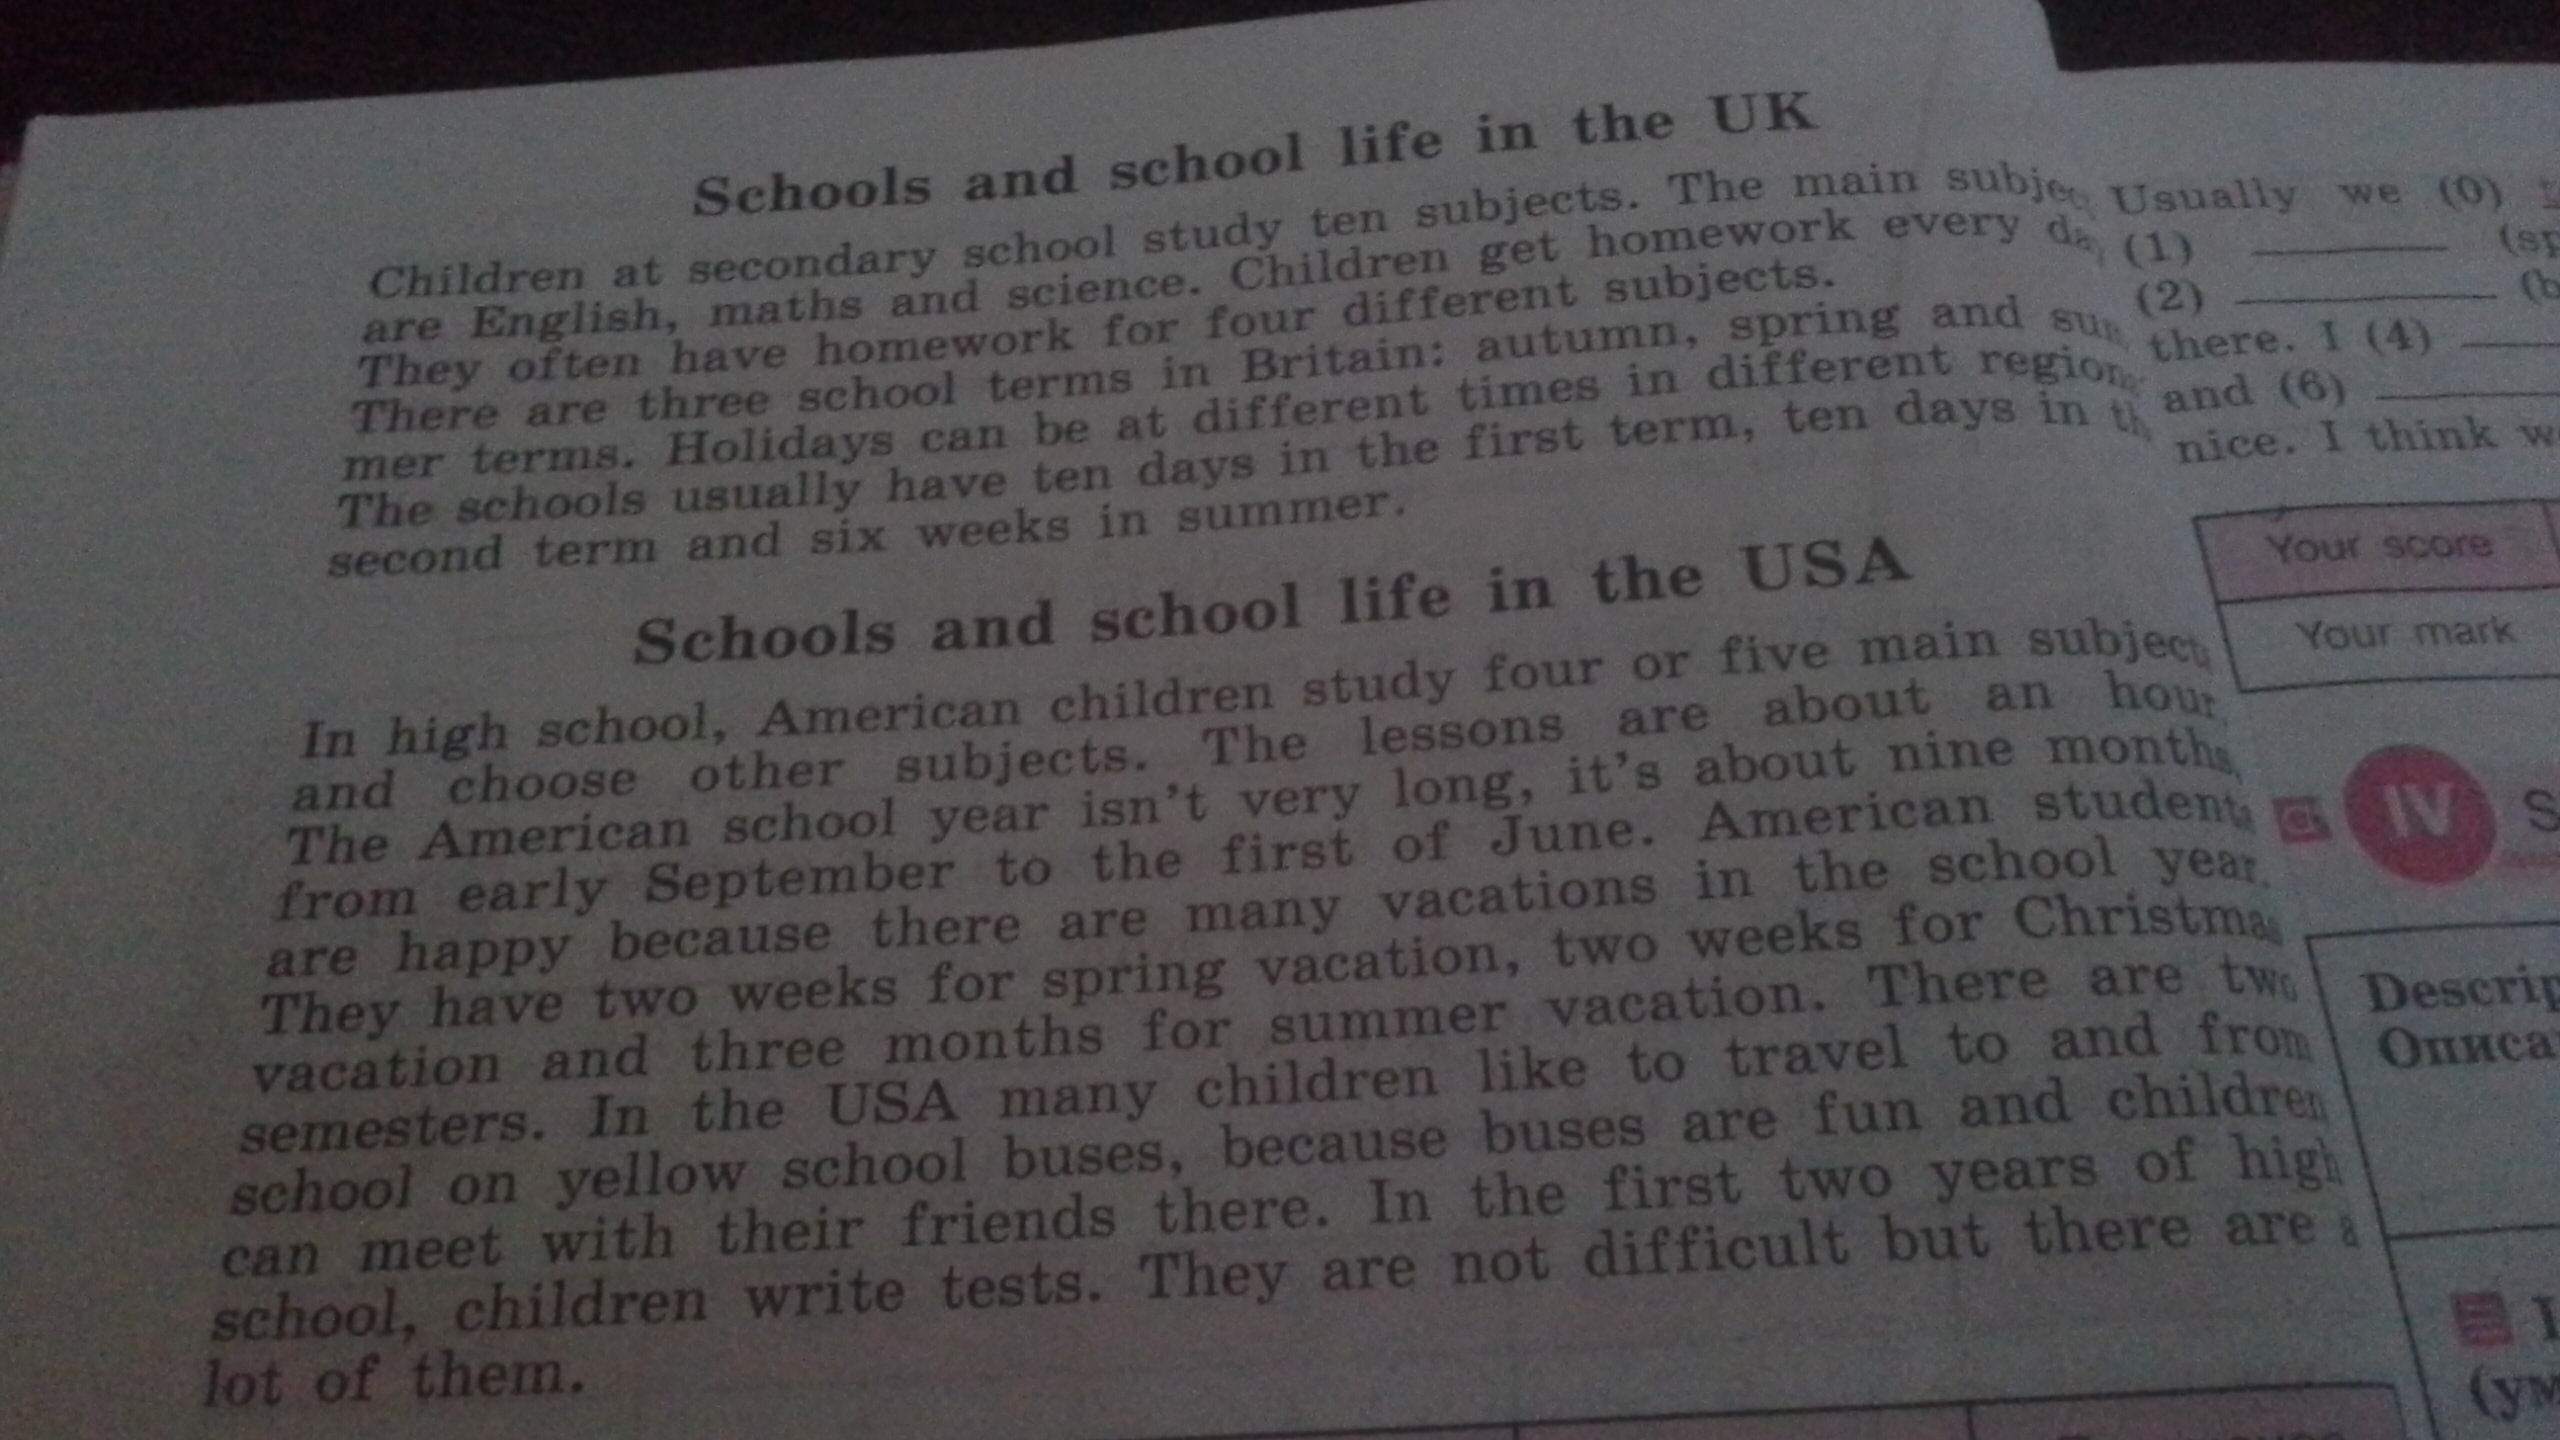 Schools and school life in the UK
Children at secondary school study ten subjects. The main
are English, maths and science. Children get homework every
They often have homework for four different subjects.
There are three school terms in Britain: autumn, spring and
mer terms. Holidays can be at different times in different
The schools usually have ten days in the first term, ten days in
second term and six weeks in summer.
Schools and school life in the USA
In high school, American children study four or five main
and choose other subjects. The lessons are about an hour
The American school year isn't very long, it's about nine months,
from early September to the first of June. American
are happy because there are many vacations in the school year.
They have two weeks for spring vacation, two weeks for Christmas
vacation and three months for summer vacation. There are two
semesters. In the USA many children like to travel to and from
school on yellow school buses, because buses are fun and children
can meet with their friends there. In the first two years of high
school, children write tests. They are not difficult but there are a
lot of them.
Usually we (0)
(1) (sp
(2) (b
there. I (4)
and (6)
nice. I think
Your score
Your mark
IV S
Descrip
Описа
I
(ум